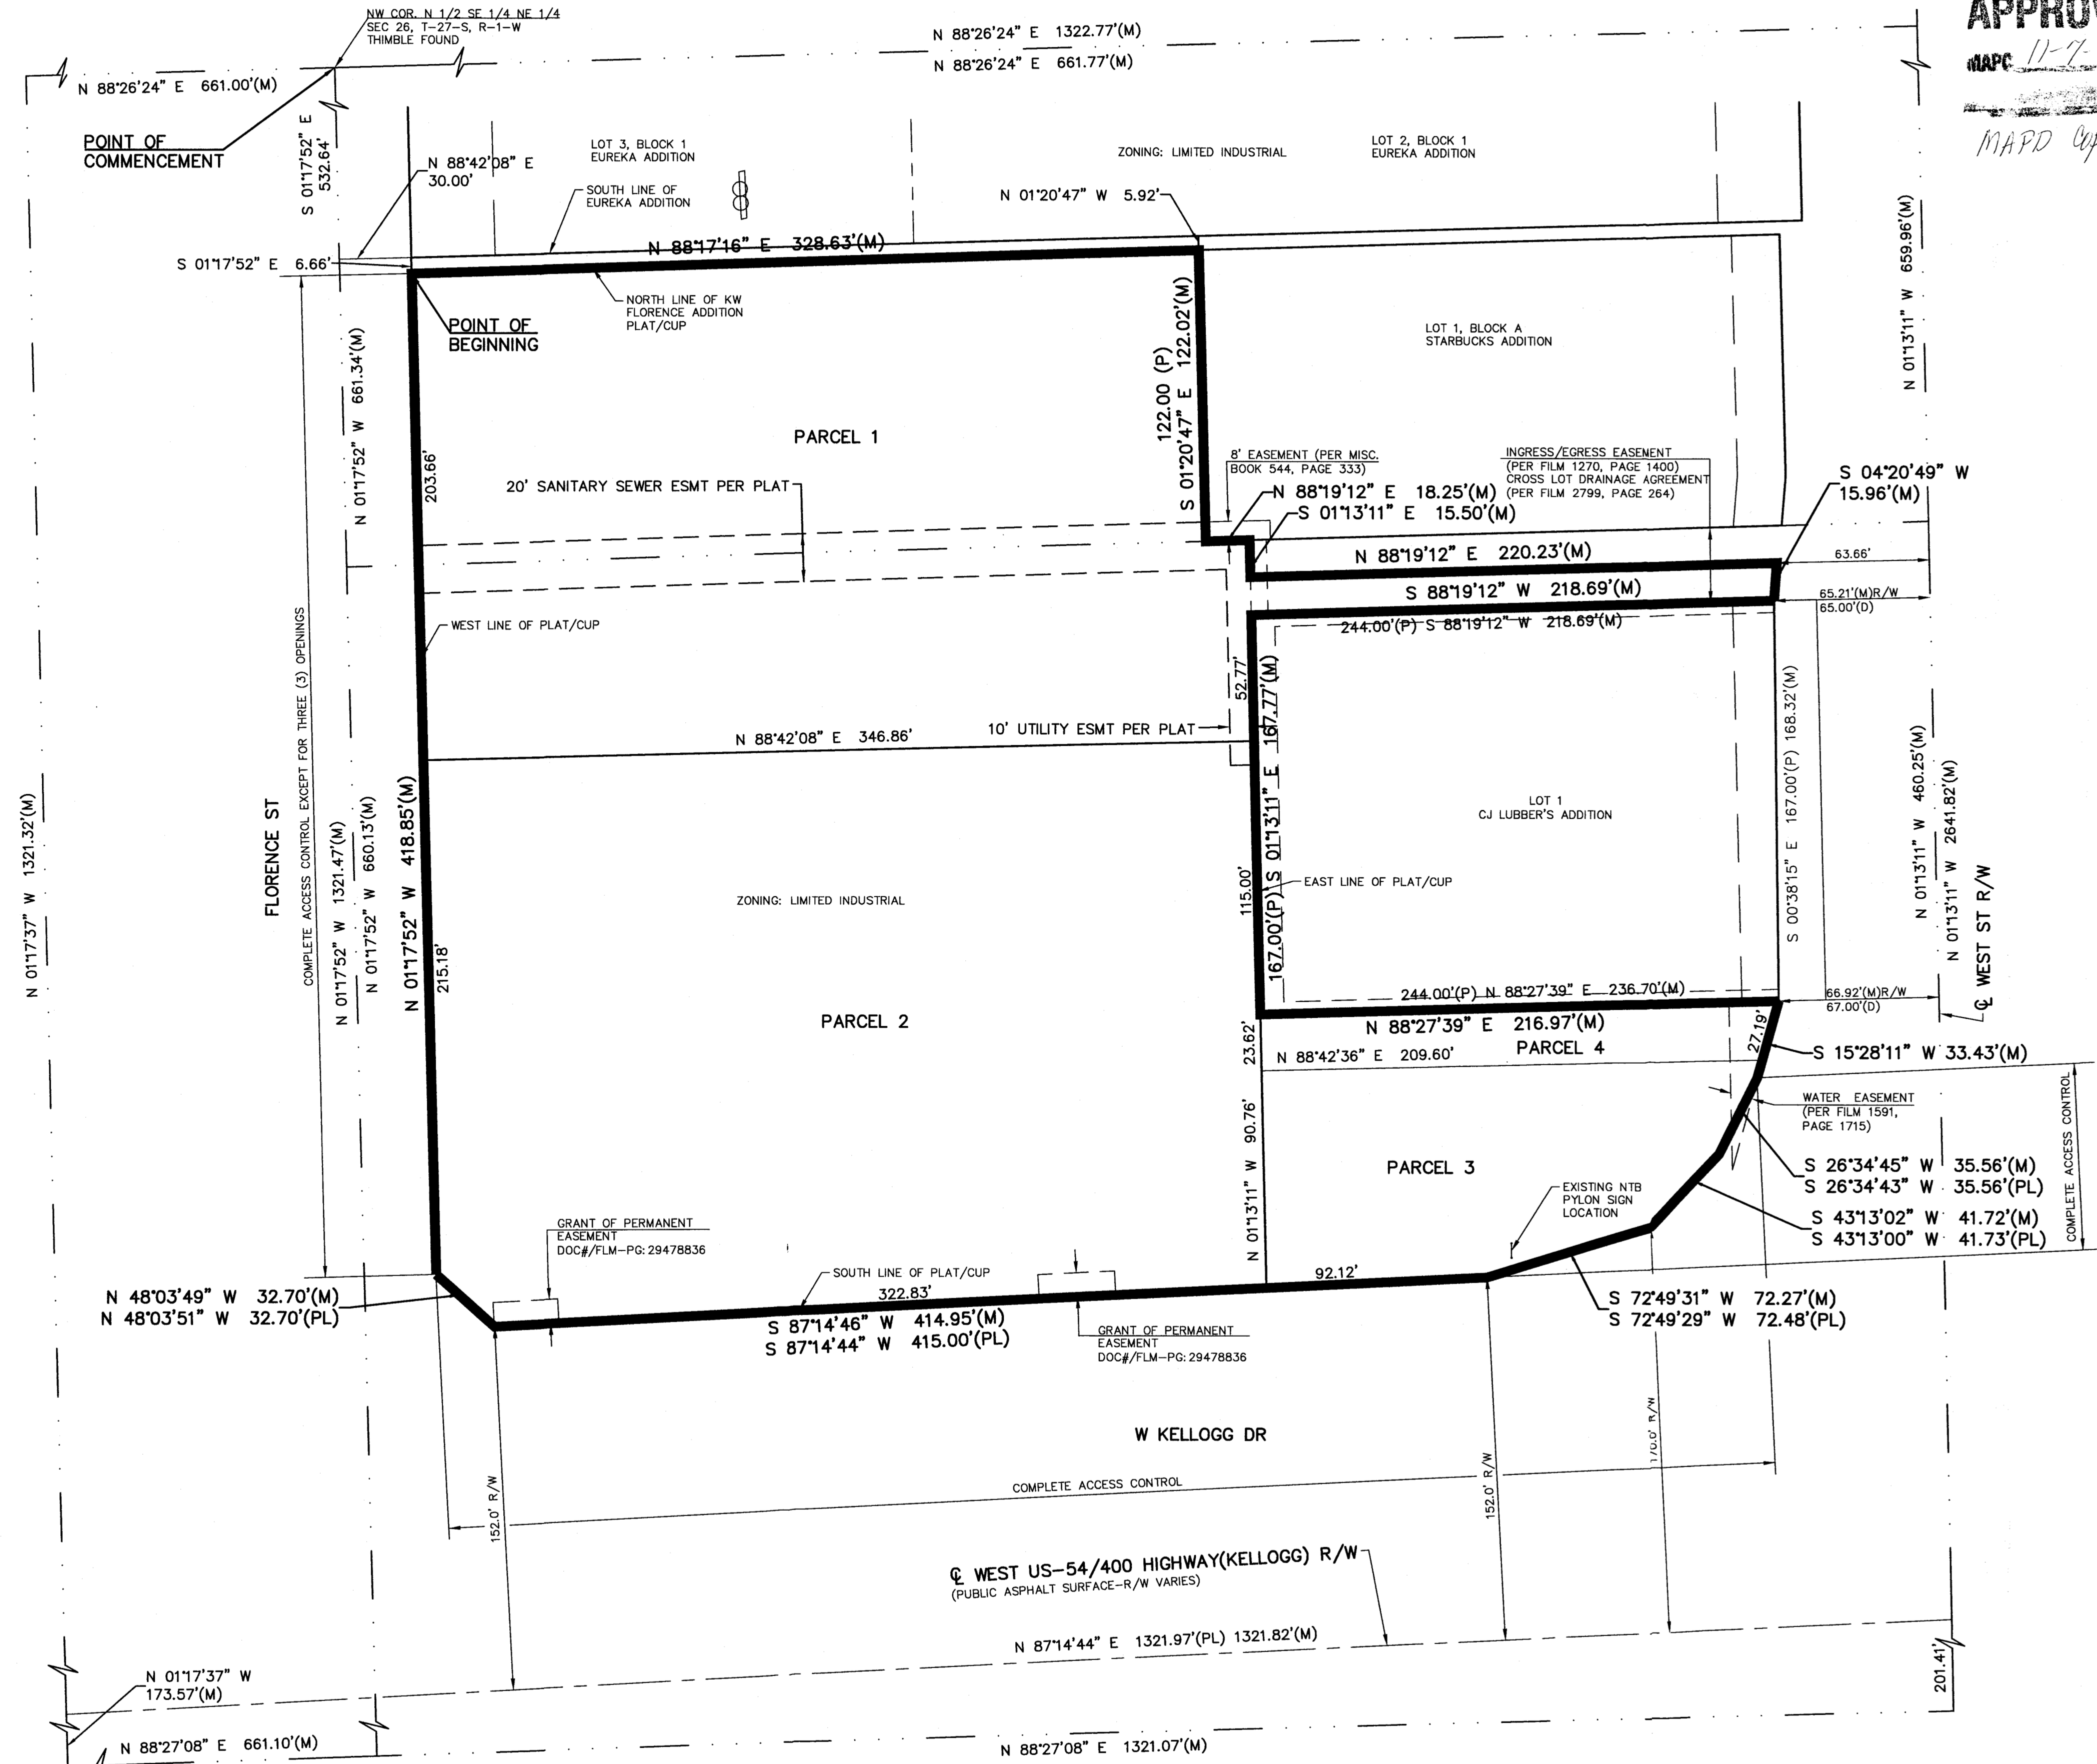 NW COR. N 1/2 SE 1/4 NE 1/4
SEC 26, T-27-S, R-1-W
THIMBLE FOUND
N 88°26'24" E 1322.77'(M)
N 88°26'24" E 661.77'(M)
N 88°26'24" E 661.00'(M)
MAPC 11-7-
MAPD
POINT OF
COMMENCEMENT
S 01°17'52" E
532.64'
N 88°42'08" E
30.00'
LOT 3, BLOCK 1
EUREKA ADDITION
SOUTH LINE OF
EUREKA ADDITION
ZONING: LIMITED INDUSTRIAL
LOT 2, BLOCK 1
EUREKA ADDITION
N 01°20'47" W 5.92'
N 01°13'11" W 659.96'(M)
S 01°17'52" E 6.66'
N 88°17'16" E 328.63'(M)
NORTH LINE OF KW
FLORENCE ADDITION
PLAT/CUP
POINT OF
BEGINNING
N 01°17'52" W 661.34'(M)
203.66'
PARCEL 1
122.00 (P)
S 01°20'47" E 122.02'(M)
LOT 1, BLOCK A
STARBUCKS ADDITION
20' SANITARY SEWER ESMT PER PLAT
8' EASEMENT (PER MISC.
BOOK 544, PAGE 333)
INGRESS/EGRESS EASEMENT
(PER FILM 1270, PAGE 1400)
CROSS LOT DRAINAGE AGREEMENT
(PER FILM 2799, PAGE 264)
N 88°19'12" E 18.25'(M)
S 01°13'11" E 15.50'(M)
S 04°20'49" W
15.96'(M)
N 88°19'12" E 220.23'(M)
63.66'
S 88°19'12" W 218.69'(M)
65.21'(M)R/W
65.00'(D)
244.00'(P) S 88°19'12" W 218.69'(M)
WEST LINE OF PLAT/CUP
COMPLETE ACCESS CONTROL EXCEPT FOR THREE (3) OPENINGS
52.77'
10' UTILITY ESMT PER PLAT
N 88°42'08" E 346.86'
167.00'(P) S 01°13'11" E 167.77'(M)
S 00°38'15" E 167.00'(P) 168.32'(M)
N 01°13'11" W 460.25'(M)
N 01°13'11" W 2641.82'(M)
℄ WEST ST R/W
N 01°17'37" W 1321.32'(M)
FLORENCE ST
N 01°17'52" W 1321.47'(M)
N 01°17'52" W 660.13'(M)
N 01°17'52" W 418.85'(M)
215.18'
ZONING: LIMITED INDUSTRIAL
115.00'
EAST LINE OF PLAT/CUP
LOT 1
CJ LUBBER'S ADDITION
PARCEL 2
244.00'(P) N 88°27'39" E 236.70'(M)
66.92'(M)R/W
67.00'(D)
N 88°27'39" E 216.97'(M)
23.62'
N 88°42'36" E 209.60'
PARCEL 4
27.19'
S 15°28'11" W 33.43'(M)
WATER EASEMENT
(PER FILM 1591,
PAGE 1715)
COMPLETE ACCESS CONTROL
N 01°13'11" W 90.76'
PARCEL 3
EXISTING NTB
PYLON SIGN
LOCATION
S 26°34'45" W 35.56'(M)
S 26°34'43" W 35.56'(PL)
S 43°13'02" W 41.72'(M)
S 43°13'00" W 41.73'(PL)
GRANT OF PERMANENT
EASEMENT
DOC#/FLM-PG: 29478836
SOUTH LINE OF PLAT/CUP
322.83'
92.12'
N 48°03'49" W 32.70'(M)
N 48°03'51" W 32.70'(PL)
S 87°14'46" W 414.95'(M)
S 87°14'44" W 415.00'(PL)
GRANT OF PERMANENT
EASEMENT
DOC#/FLM-PG: 29478836
S 72°49'31" W 72.27'(M)
S 72°49'29" W 72.48'(PL)
W KELLOGG DR
COMPLETE ACCESS CONTROL
152.0' R/W
152.0' R/W
170.0' R/W
℄ WEST US-54/400 HIGHWAY(KELLOGG) R/W
(PUBLIC ASPHALT SURFACE-R/W VARIES)
N 87°14'44" E 1321.97'(PL) 1321.82'(M)
201.41'
N 01°17'37" W
173.57'(M)
N 88°27'08" E 661.10'(M)
N 88°27'08" E 1321.07'(M)